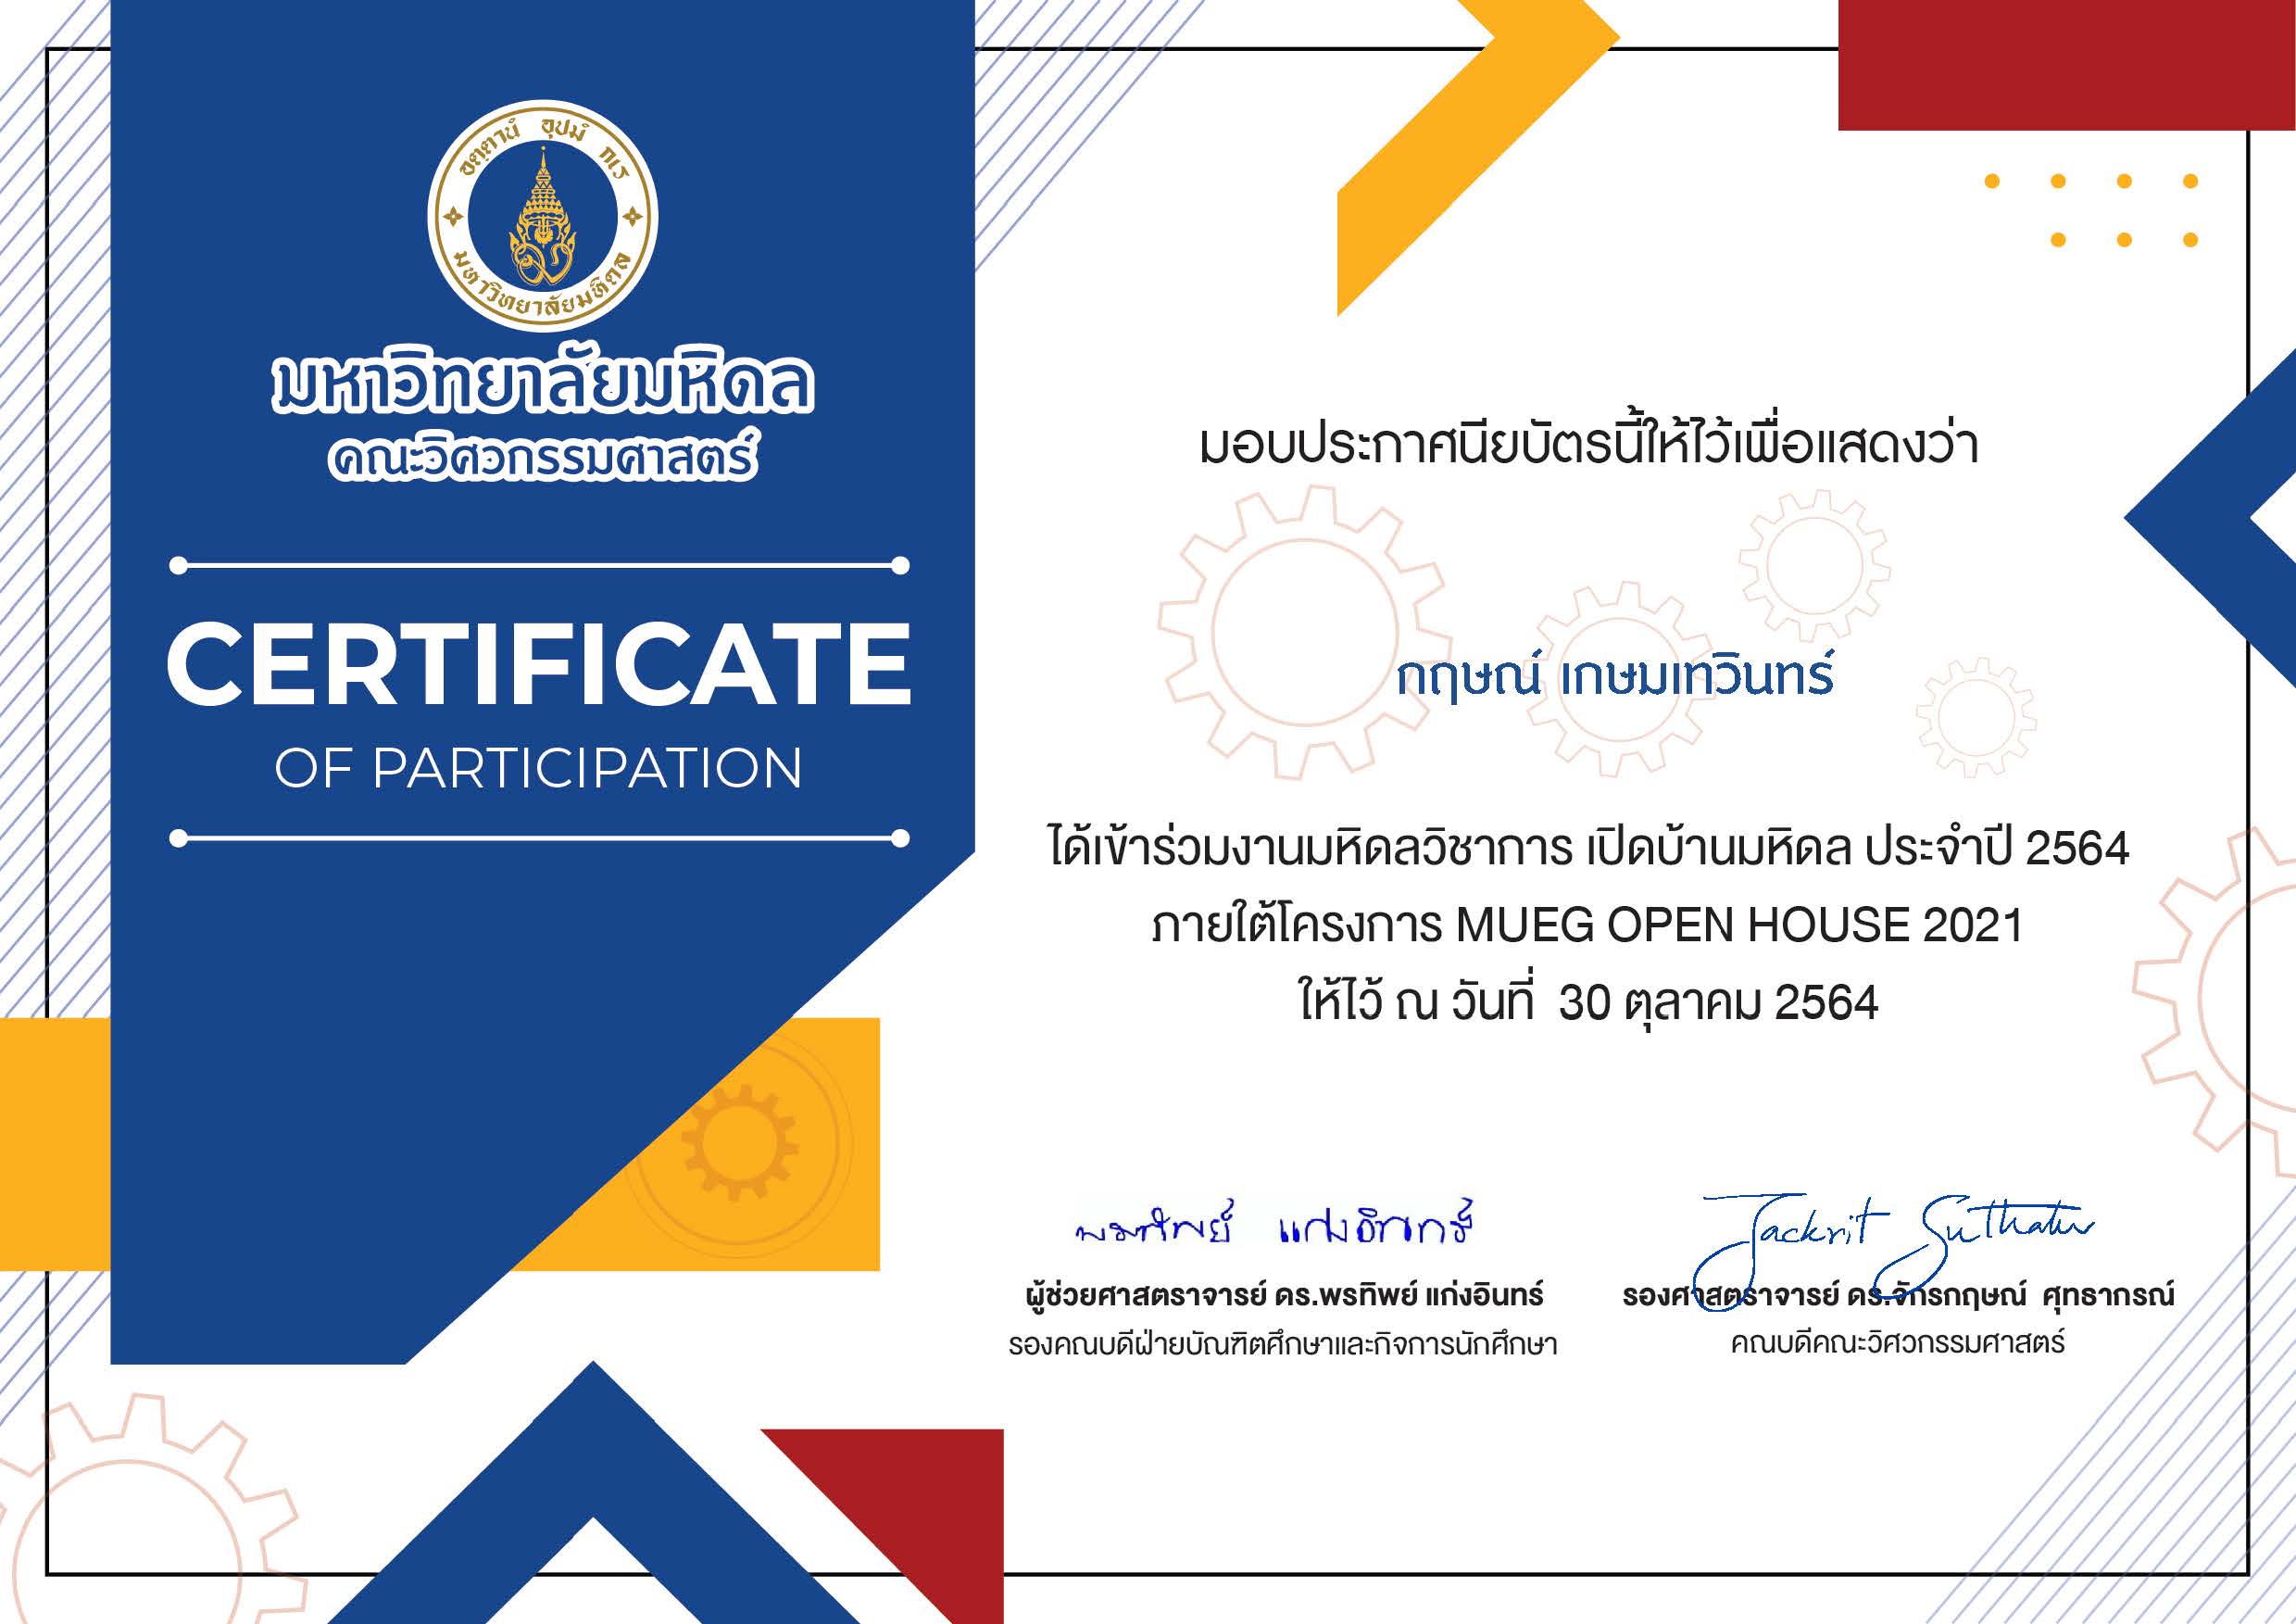 อตฺตานํ อุปมํ กเร
มหาวิทยาลัยมหิดล
มหาวิทยาลัยมหิดล
คณะวิศวกรรมศาสตร์
CERTIFICATE
OF PARTICIPATION
มอบประกาศนียบัตรนี้ให้ไว้เพื่อแสดงว่า
กฤษณ์ เกษมเทวินทร์
ได้เข้าร่วมงานมหิดลวิชาการ เปิดบ้านมหิดล ประจำปี 2564
ภายใต้โครงการ MUEG OPEN HOUSE 2021
ให้ไว้ ณ วันที่ 30 ตุลาคม 2564
พรทิพย์ แก่งอินทร์
ผู้ช่วยศาสตราจารย์ ดร.พรทิพย์ แก่งอินทร์
รองคณบดีฝ่ายบัณฑิตศึกษาและกิจการนักศึกษา
Jackrit Suthakorn
รองศาสตราจารย์ ดร.จักรกฤษณ์ ศุทธากรณ์
คณบดีคณะวิศวกรรมศาสตร์